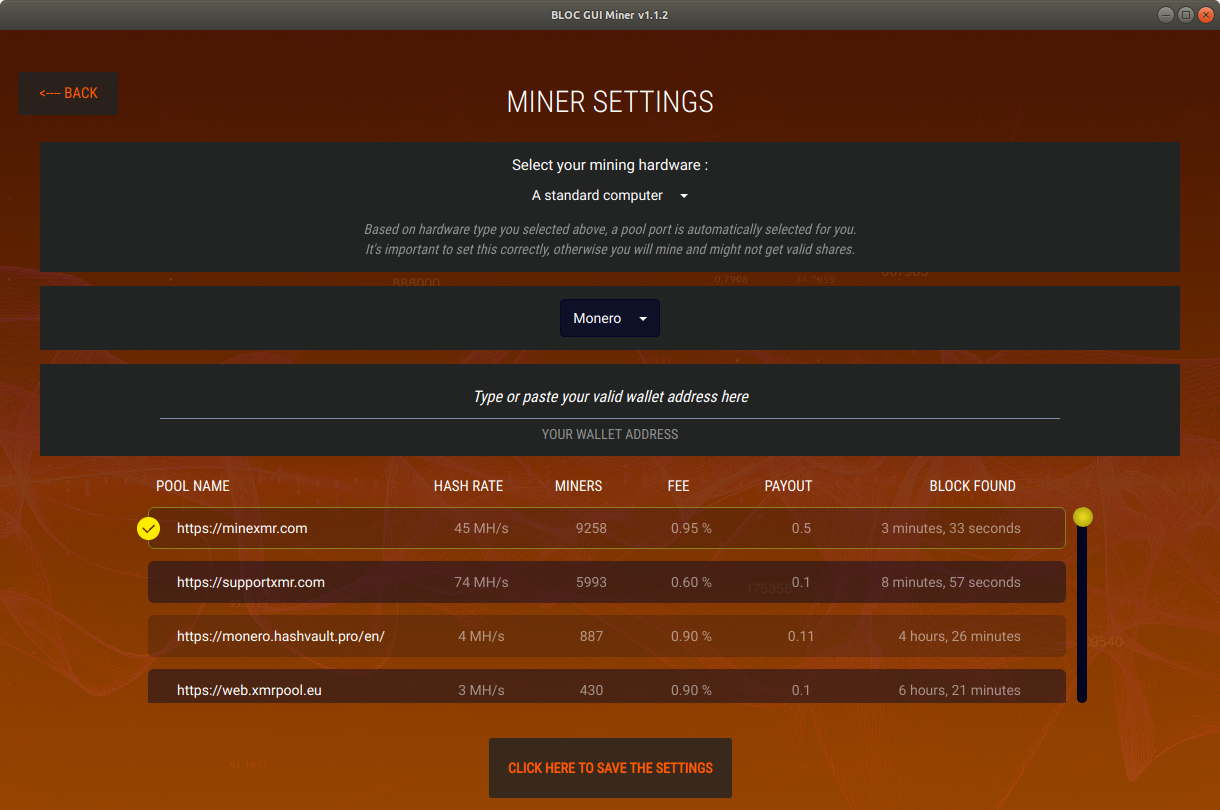 BLOC GUI Miner v1.1.2
<---- BACK
MINER SETTINGS
Select your mining hardware :
A standard computer
Based on hardware type you selected above, a pool port is automatically selected for you.
It's important to set this correctly, otherwise you will mine and might not get valid shares.
888000
0.7968
44.7659
Monero
Type or paste your valid wallet address here
YOUR WALLET ADDRESS
POOL NAME HASH RATE MINERS FEE PAYOUT BLOCK FOUND
https://minexmr.com 45 MH/s 9258 0.95 % 0.5 3 minutes, 33 seconds
https://supportxmr.com 74 MH/s 5993 0.60 % 0.1 8 minutes, 57 seconds
https://monero.hashvault.pro/en/ 4 MH/s 887 0.90 % 0.11 4 hours, 26 minutes
https://web.xmrpool.eu 3 MH/s 430 0.90 % 0.1 6 hours, 21 minutes
CLICK HERE TO SAVE THE SETTINGS